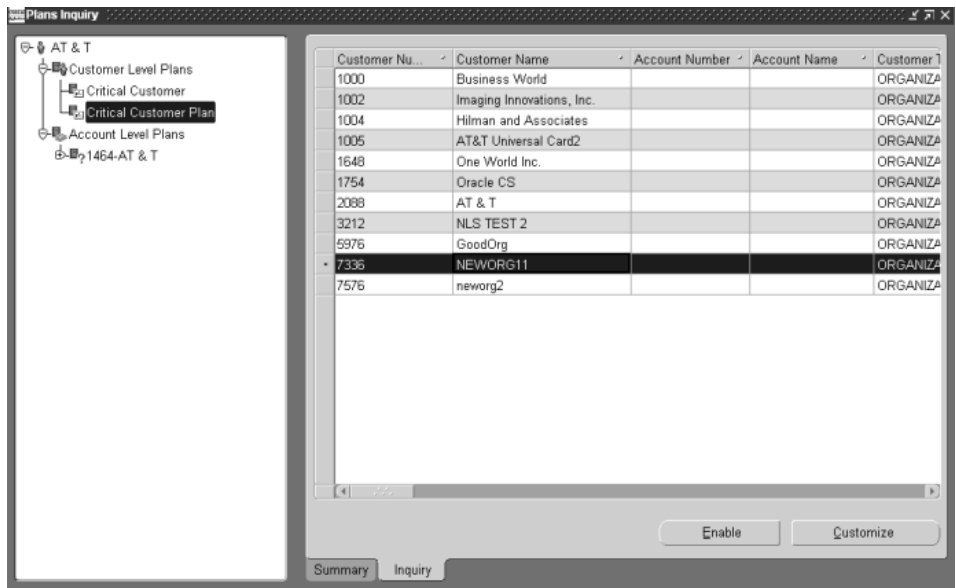 Plans Inquiry
AT & T
Customer Level Plans
Critical Customer
Critical Customer Plan
Account Level Plans
1464-AT & T
Customer Nu... Customer Name Account Number Account Name Customer T
1000 Business World ORGANIZA
1002 Imaging Innovations, Inc. ORGANIZA
1004 Hilman and Associates ORGANIZA
1005 AT&T Universal Card2 ORGANIZA
1648 One World Inc. ORGANIZA
1754 Oracle CS ORGANIZA
2088 AT & T ORGANIZA
3212 NLS TEST 2 ORGANIZA
5976 GoodOrg ORGANIZA
7336 NEWORG11 ORGANIZA
7576 neworg2 ORGANIZA
Enable Customize
Summary Inquiry